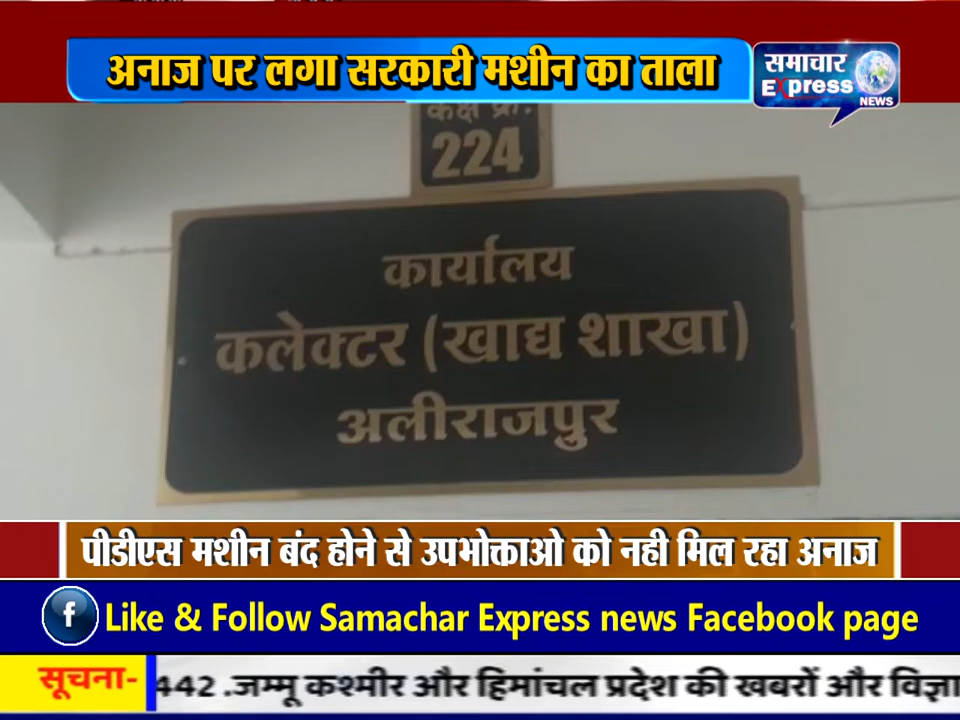 अनाज पर लगा सरकारी मशीन का ताला
समाचार
Express
NEWS
कक्ष क्र.
224
कार्यालय
कलेक्टर (खाद्य शाखा)
अलीराजपुर
पीडीएस मशीन बंद होने से उपभोक्ताओ को नही मिल रहा अनाज
f Like & Follow Samachar Express news Facebook page
सूचना- 442 .जम्मू कश्मीर और हिमांचल प्रदेश की खबरों और विज्ञा